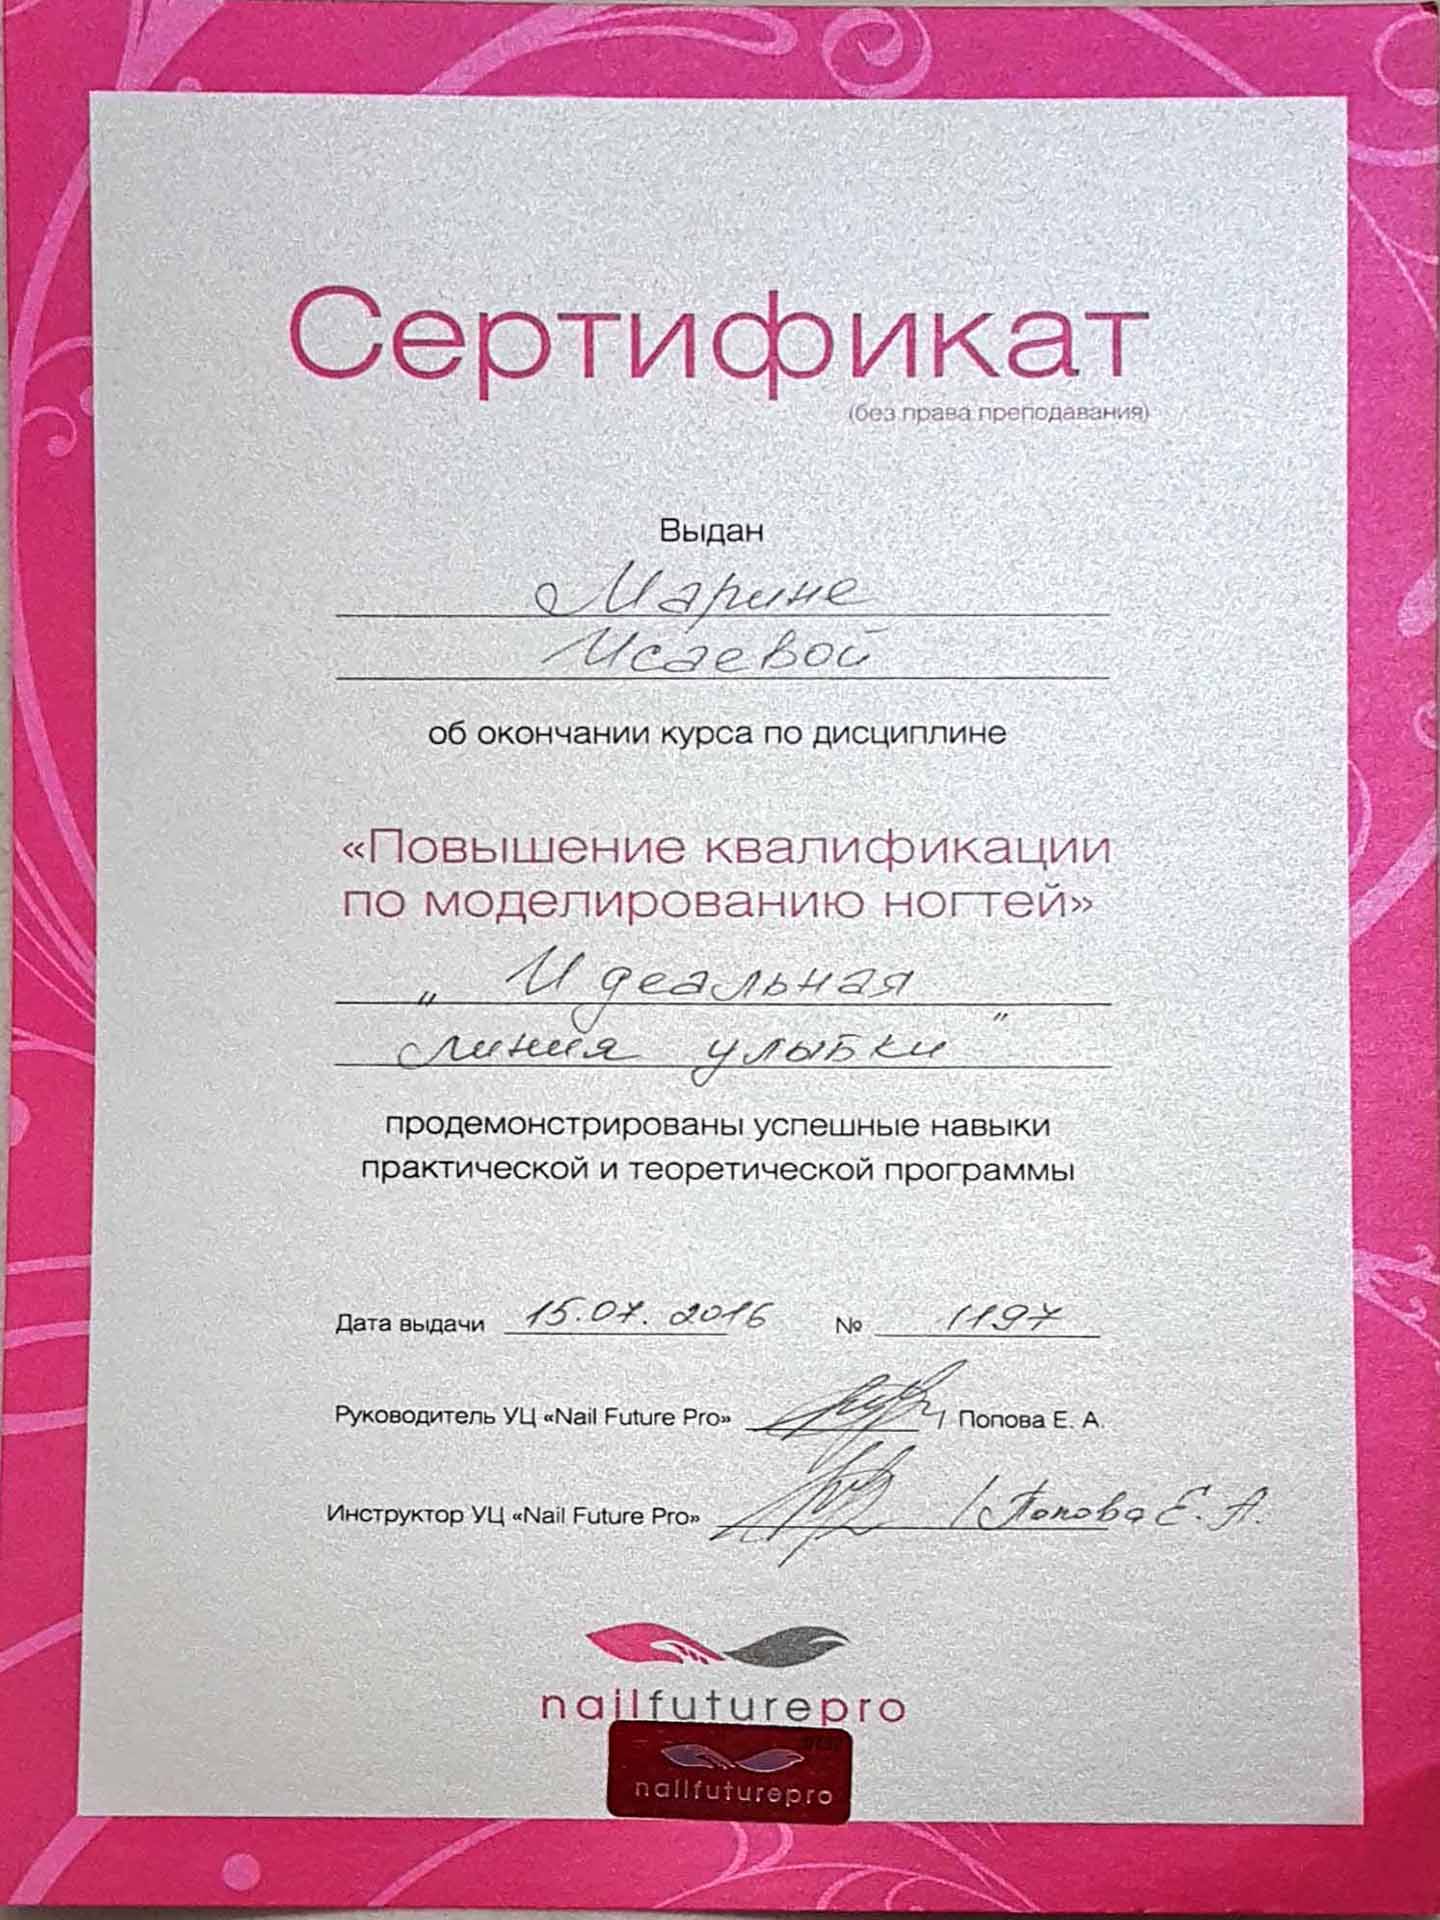 Сертификат
(без права преподавания)
Выдан
Марине
Исаевой
об окончании курса по дисциплине
«Повышение квалификации
по моделированию ногтей»
„ Идеальная
линия улыбки "
продемонстрированы успешные навыки
практической и теоретической программы
Дата выдачи 15.07.2016 № 1197
Руководитель УЦ «Nail Future Pro» / Попова Е. А.
Инструктор УЦ «Nail Future Pro» / Попова Е. А.
nailfuturepro
nailfuturepro